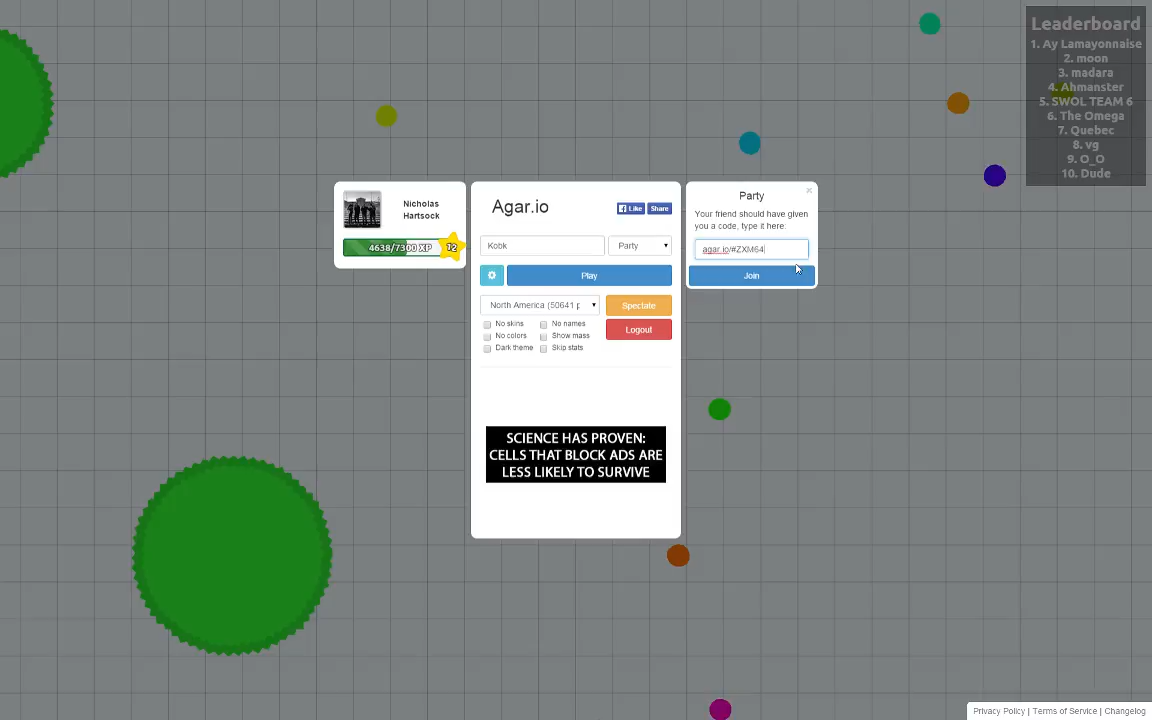 Leaderboard
1. Ay Lamayonnaise
2. moon
3. madara
4. Ahmanster
5. SWOL TEAM 6
6. The Omega
7. Quebec
8. vg
9. O_O
10. Dude
Nicholas
Hartsock
4638/7300 XP
12
Agar.io
Like
Share
Kobk
Party
Play
North America (50641 p
Spectate
No skins
No names
No colors
Show mass
Logout
Dark theme
Skip stats
SCIENCE HAS PROVEN:
CELLS THAT BLOCK ADS ARE
LESS LIKELY TO SURVIVE
Party
×
Your friend should have given
you a code, type it here:
agar.io/#ZXM64
Join
Privacy Policy | Terms of Service | Changelog